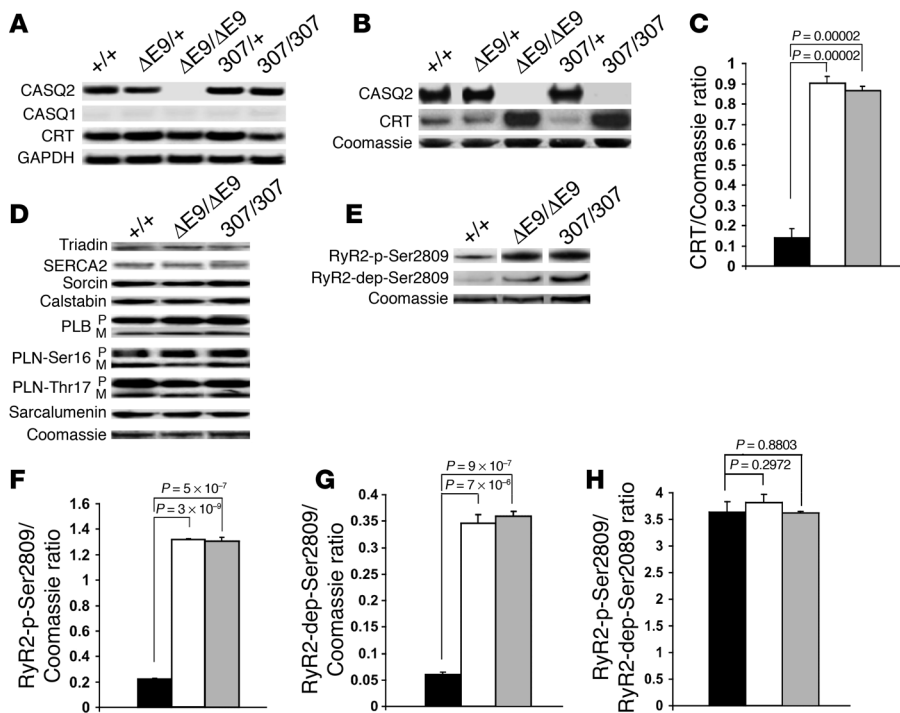 A
+/+ ΔE9/+ ΔE9/ΔE9 307/+ 307/307
CASQ2
CASQ1
CRT
GAPDH
B
+/+ ΔE9/+ ΔE9/ΔE9 307/+ 307/307
CASQ2
CRT
Coomassie
C
P = 0.00002
P = 0.00002
CRT/Coomassie ratio
1
0.9
0.8
0.7
0.6
0.5
0.4
0.3
0.2
0.1
0
D
+/+ ΔE9/ΔE9 307/307
Triadin
SERCA2
Sorcin
Calstabin
PLB P
M
PLN-Ser16 P
M
PLN-Thr17 P
M
Sarcalumenin
Coomassie
E
+/+ ΔE9/ΔE9 307/307
RyR2-p-Ser2809
RyR2-dep-Ser2809
Coomassie
F
P = 5 × 10⁻⁷
P = 3 × 10⁻⁹
RyR2-p-Ser2809/
Coomassie ratio
1.6
1.4
1.2
1
0.8
0.6
0.4
0.2
0
G
P = 9 × 10⁻⁷
P = 7 × 10⁻⁶
RyR2-dep-Ser2809/
Coomassie ratio
0.4
0.35
0.3
0.25
0.2
0.15
0.1
0.05
0
H
P = 0.8803
P = 0.2972
RyR2-p-Ser2809/
RyR2-dep-Ser2089 ratio
4
3.5
3
2.5
2
1.5
1
0.5
0